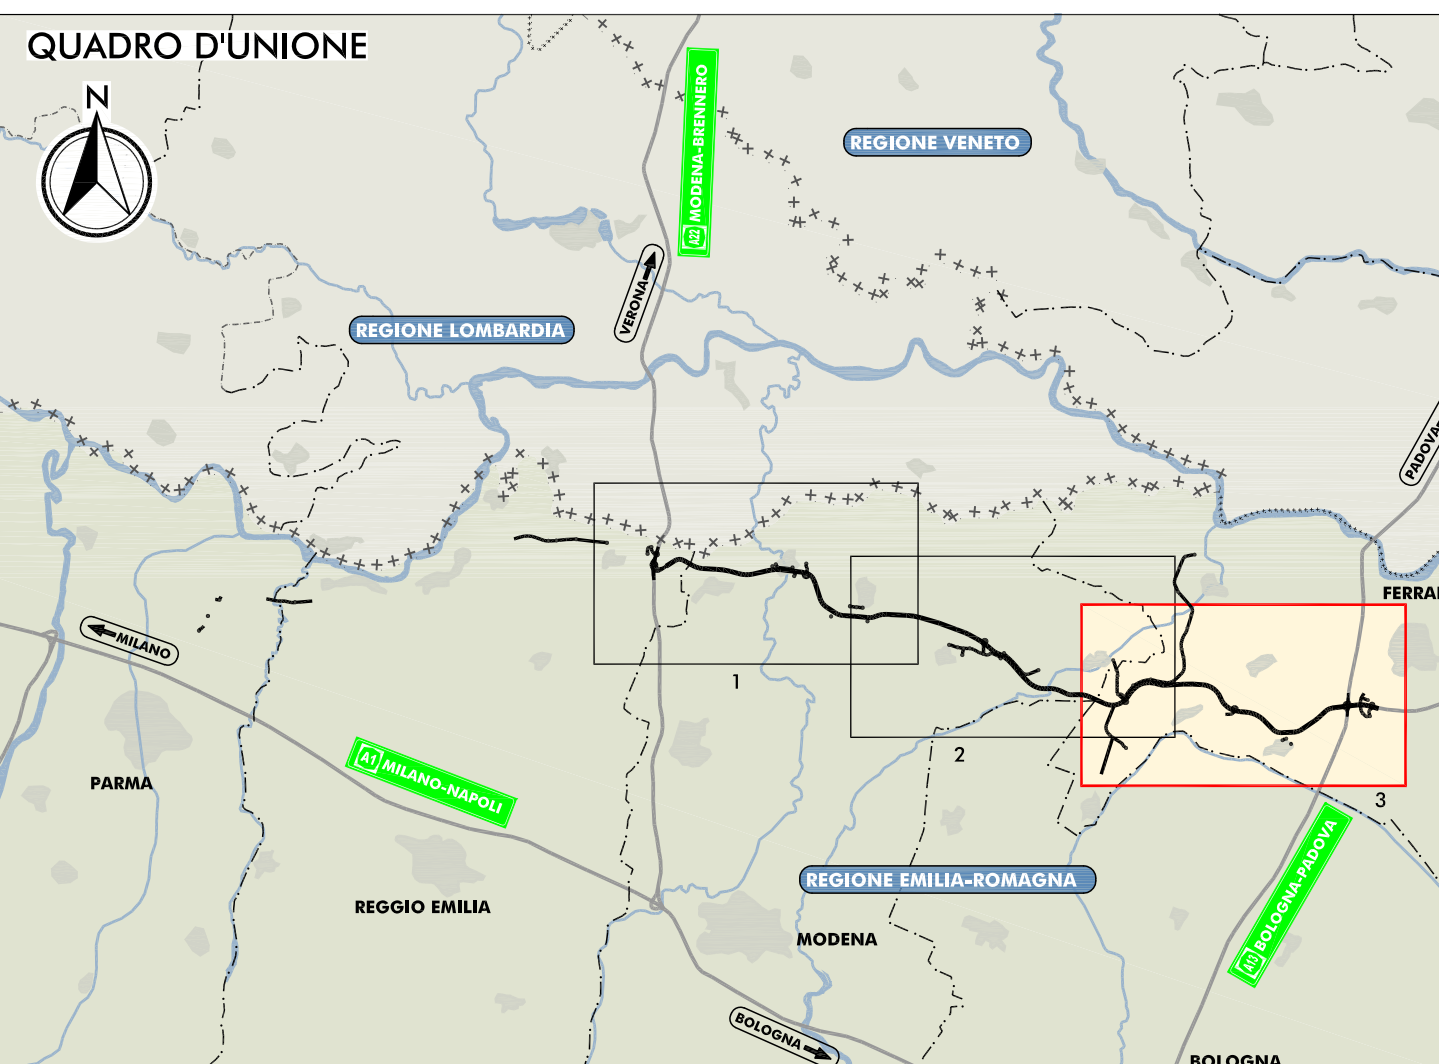 QUADRO D'UNIONE
N
A22 MODENA-BRENNERO
REGIONE VENETO
VERONA
REGIONE LOMBARDIA
PADOVA
MILANO
FERRAR
1
2
3
PARMA
A1 MILANO-NAPOLI
REGIONE EMILIA-ROMAGNA
REGGIO EMILIA
MODENA
A13 BOLOGNA-PADOVA
BOLOGNA
BOLOGNA